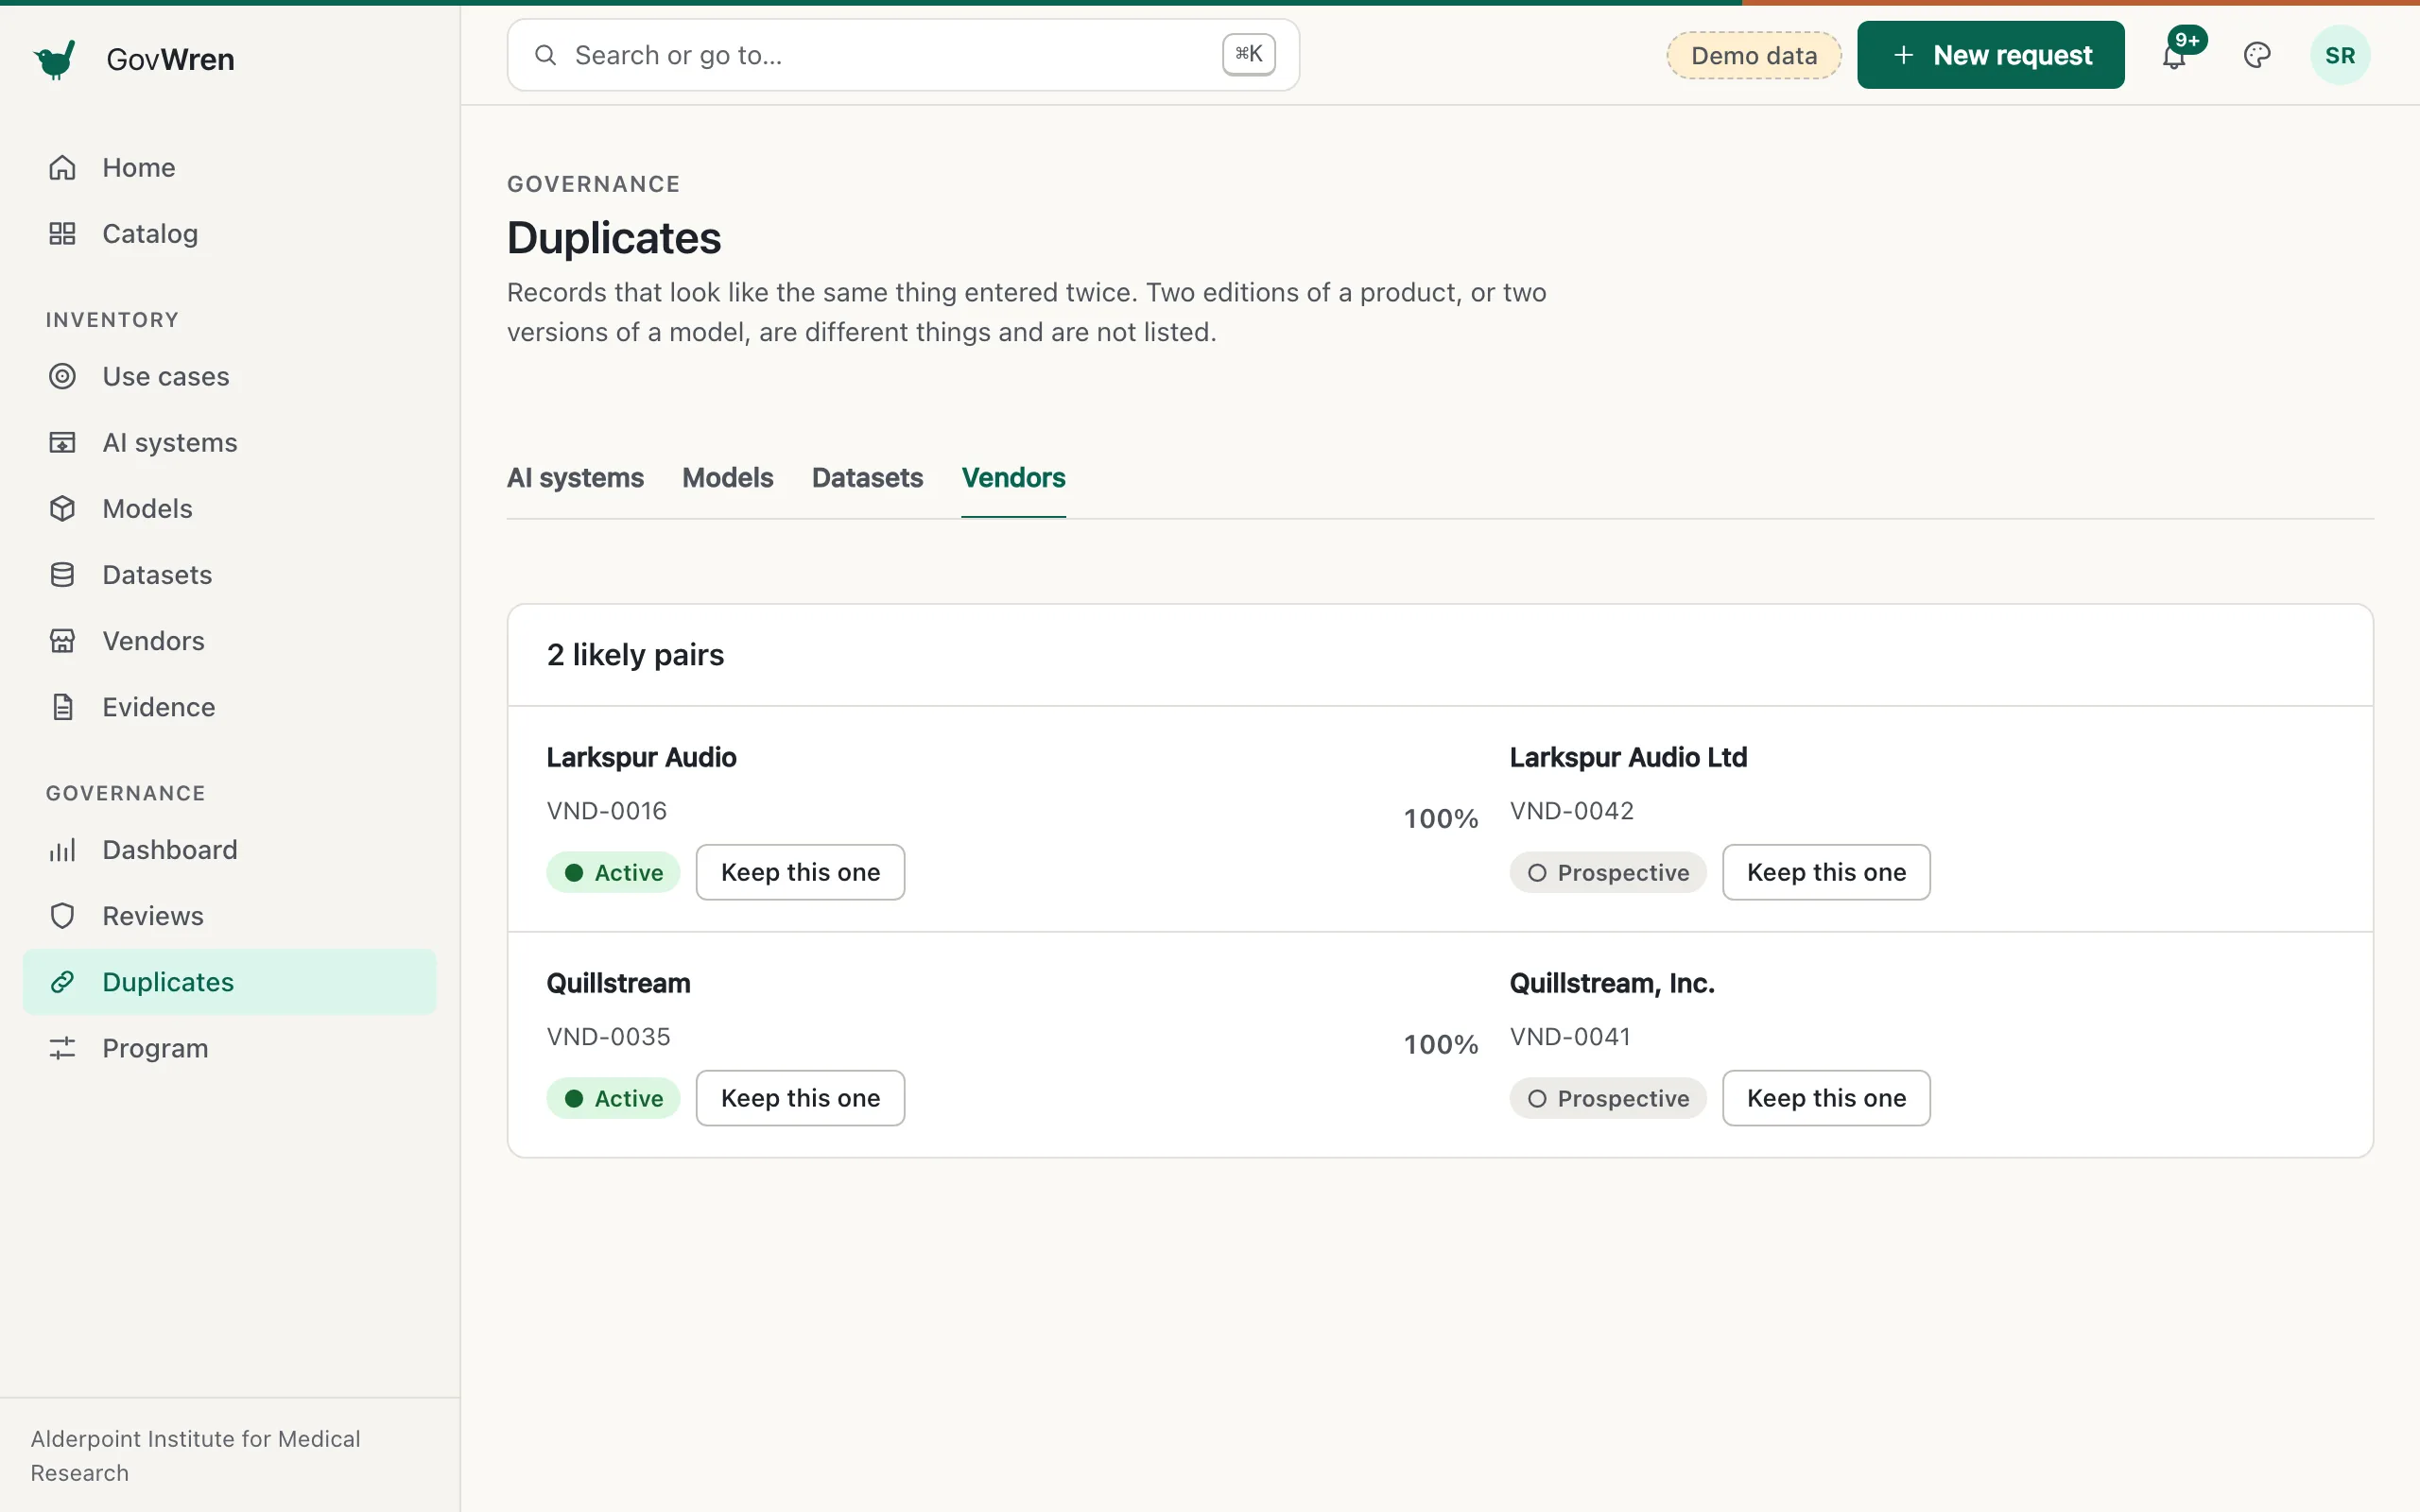 GovWren
Search or go to...
⌘K
Demo data
New request
9+
SR
Home
Catalog
INVENTORY
Use cases
AI systems
Models
Datasets
Vendors
Evidence
GOVERNANCE
Dashboard
Reviews
Duplicates
Program
Alderpoint Institute for Medical
Research
GOVERNANCE
Duplicates
Records that look like the same thing entered twice. Two editions of a product, or two
versions of a model, are different things and are not listed.
AI systems Models Datasets Vendors
2 likely pairs
Larkspur Audio
VND-0016
Active Keep this one
100%
Larkspur Audio Ltd
VND-0042
Prospective Keep this one
Quillstream
VND-0035
Active Keep this one
100%
Quillstream, Inc.
VND-0041
Prospective Keep this one